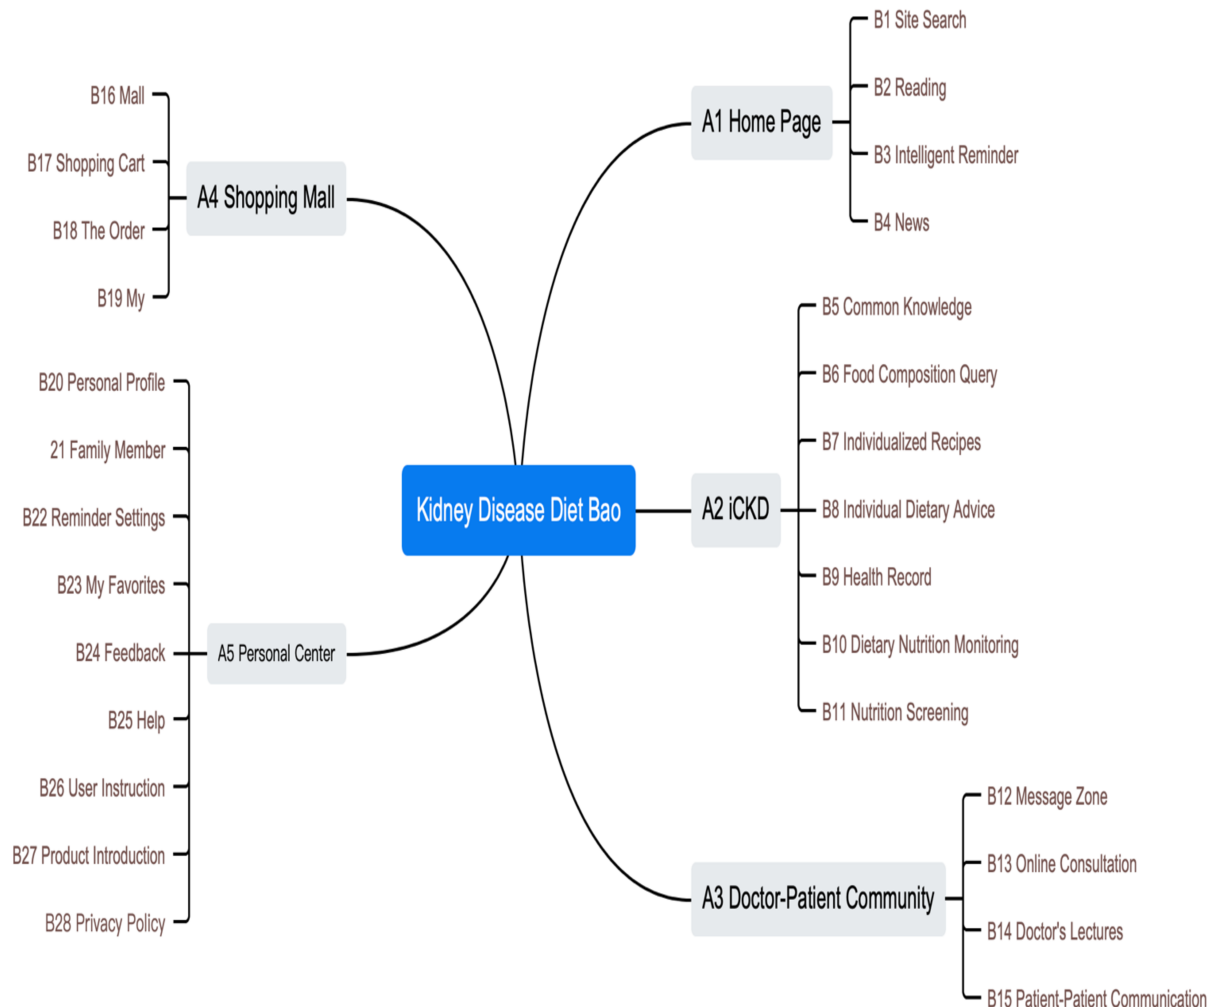 Kidney Disease Diet Bao
A1 Home Page
B1 Site Search
B2 Reading
B3 Intelligent Reminder
B4 News
A2 iCKD
B5 Common Knowledge
B6 Food Composition Query
B7 Individualized Recipes
B8 Individual Dietary Advice
B9 Health Record
B10 Dietary Nutrition Monitoring
B11 Nutrition Screening
A3 Doctor-Patient Community
B12 Message Zone
B13 Online Consultation
B14 Doctor's Lectures
B15 Patient-Patient Communication
A4 Shopping Mall
B16 Mall
B17 Shopping Cart
B18 The Order
B19 My
A5 Personal Center
B20 Personal Profile
21 Family Member
B22 Reminder Settings
B23 My Favorites
B24 Feedback
B25 Help
B26 User Instruction
B27 Product Introduction
B28 Privacy Policy